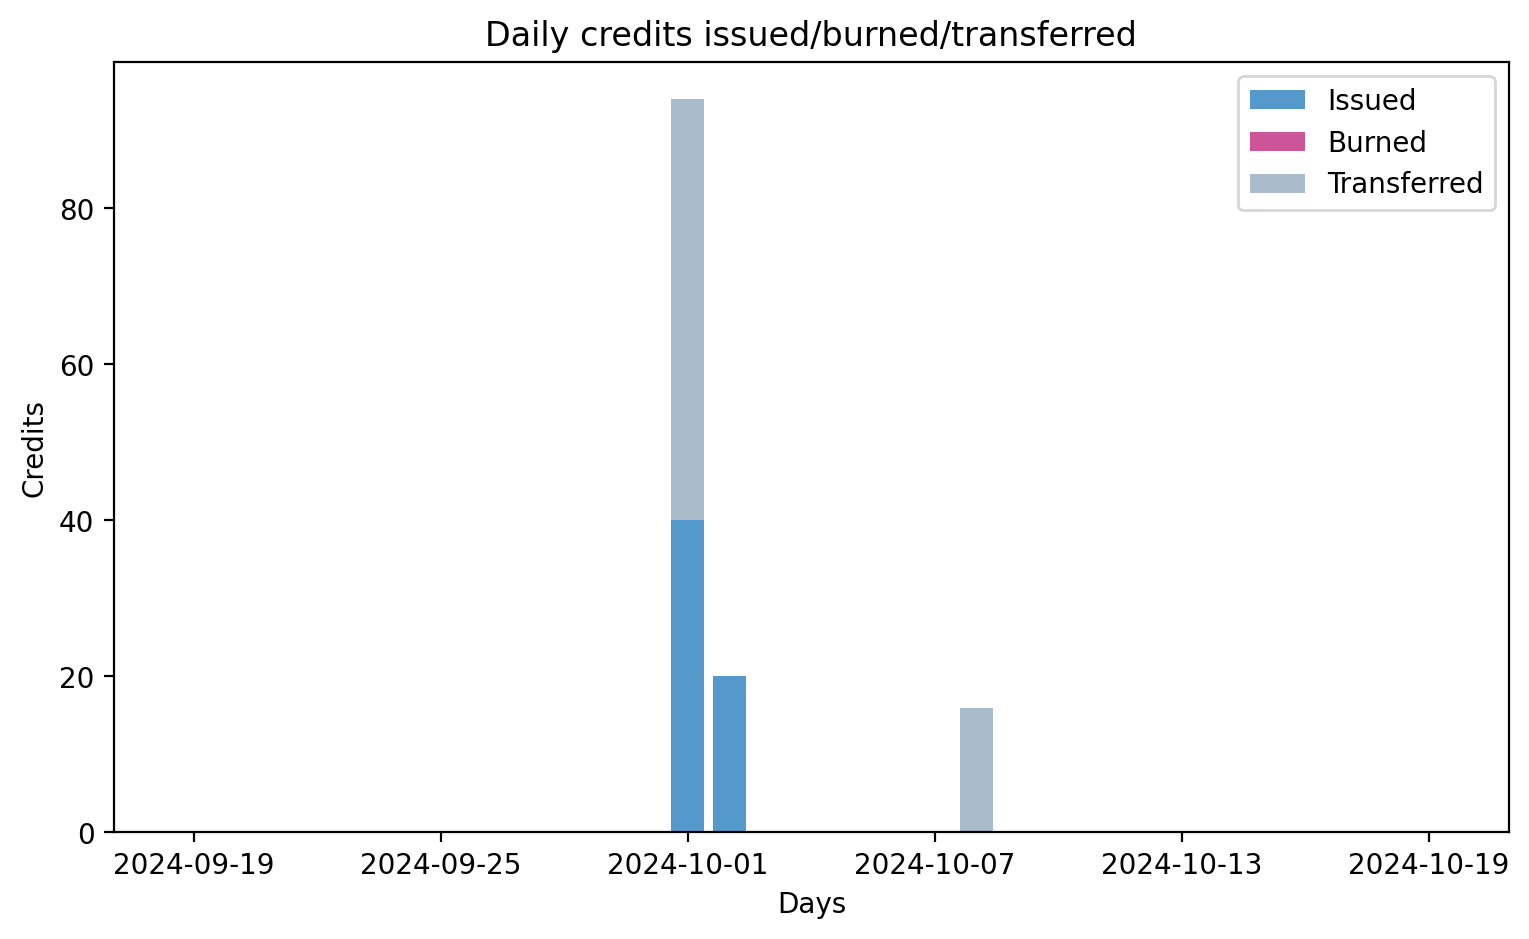 Daily credits issued/burned/transferred
Issued
Burned
Transferred
80
60
40
20
0
Credits
2024-09-19 2024-09-25 2024-10-01 2024-10-07 2024-10-13 2024-10-19
Days